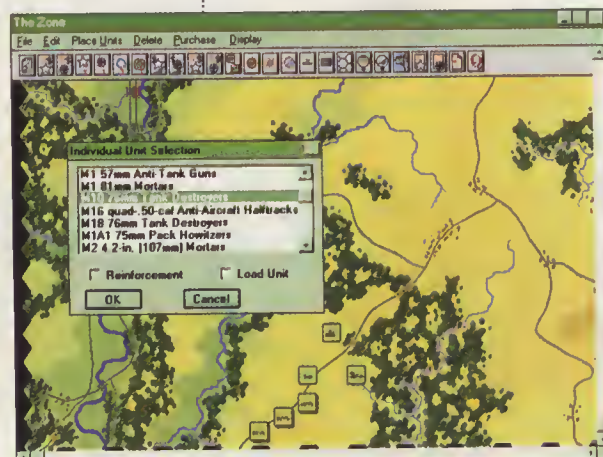 The Zone
File Edit Place Units Delete Purchase Display
Individual Unit Selection
M1 57mm Anti-Tank Guns
M1 81mm Mortars
M10 76mm Tank Destroyers
M16 quad-.50-cal Anti-Aircraft Halftracks
M18 76mm Tank Destroyers
M1A1 75mm Pack Howitzers
M2 4.2-in. (107mm) Mortars
Reinforcement Load Unit
OK Cancel